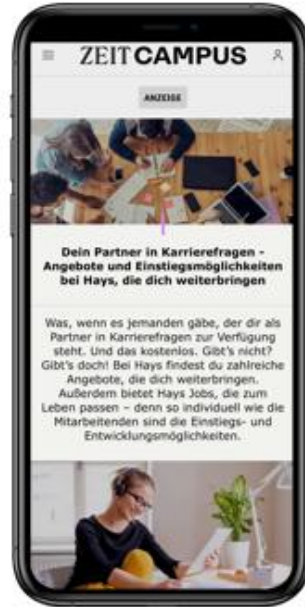 ZEIT CAMPUS
ANZEIGE
Dein Partner in Karrierefragen -
Angebote und Einstiegsmöglichkeiten
bei Hays, die dich weiterbringen
Was, wenn es jemanden gäbe, der dir als
Partner in Karrierefragen zur Verfügung
steht. Und das kostenlos. Gibt's nicht?
Gibt's doch! Bei Hays findest du zahlreiche
Angebote, die dich weiterbringen.
Außerdem bietet Hays Jobs, die zum
Leben passen – denn so individuell wie die
Mitarbeitenden sind die Einstiegs- und
Entwicklungsmöglichkeiten.